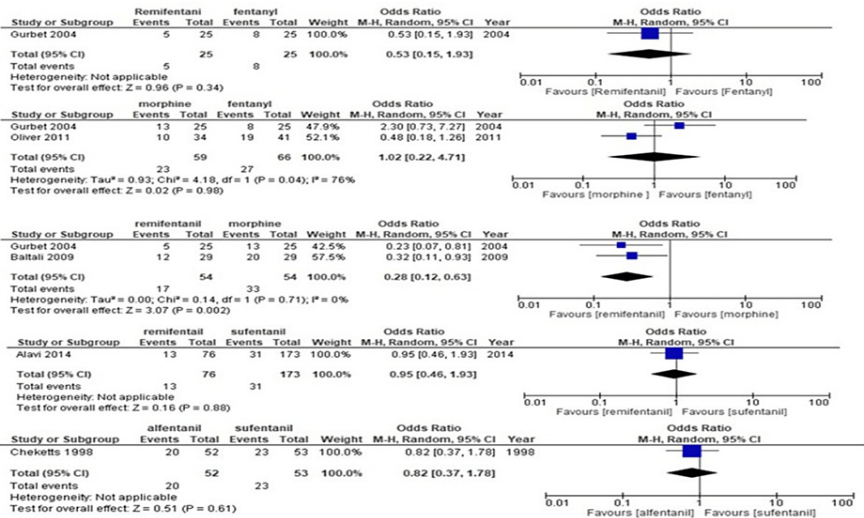 Remifentani fentanyl Odds Ratio Odds Ratio
Study or Subgroup Events Total Events Total Weight M-H, Random, 95% CI Year M-H, Random, 95% CI
Gurbet 2004 5 25 8 25 100.0% 0.53 [0.15, 1.93] 2004
Total (95% CI) 25 25 100.0% 0.53 [0.15, 1.93]
Total events 5 8
Heterogeneity: Not applicable
Test for overall effect: Z = 0.96 (P = 0.34)
0.01 0.1 1 10 100
Favours [Remifentanil] Favours [Fentanyl]
morphine fentanyl Odds Ratio Odds Ratio
Study or Subgroup Events Total Events Total Weight M-H, Random, 95% CI Year M-H, Random, 95% CI
Gurbet 2004 13 25 8 25 47.9% 2.30 [0.73, 7.27] 2004
Oliver 2011 10 34 19 41 52.1% 0.48 [0.18, 1.26] 2011
Total (95% CI) 59 66 100.0% 1.02 [0.22, 4.71]
Total events 23 27
Heterogeneity: Tau² = 0.93; Chi² = 4.18, df = 1 (P = 0.04); I² = 76%
Test for overall effect: Z = 0.02 (P = 0.98)
0.01 0.1 1 10 100
Favours [morphine ] Favours [fentanyl]
remifentanil morphine Odds Ratio Odds Ratio
Study or Subgroup Events Total Events Total Weight M-H, Random, 95% CI Year M-H, Random, 95% CI
Gurbet 2004 5 25 13 25 42.5% 0.23 [0.07, 0.81] 2004
Baltali 2009 12 29 20 29 57.5% 0.32 [0.11, 0.93] 2009
Total (95% CI) 54 54 100.0% 0.28 [0.12, 0.63]
Total events 17 33
Heterogeneity: Tau² = 0.00; Chi² = 0.14, df = 1 (P = 0.71); I² = 0%
Test for overall effect: Z = 3.07 (P = 0.002)
0.01 0.1 1 10 100
Favours [remifentanil] Favours [morphine]
remifentail sufentanil Odds Ratio Odds Ratio
Study or Subgroup Events Total Events Total Weight M-H, Random, 95% CI Year M-H, Random, 95% CI
Alavi 2014 13 76 31 173 100.0% 0.95 [0.46, 1.93] 2014
Total (95% CI) 76 173 100.0% 0.95 [0.46, 1.93]
Total events 13 31
Heterogeneity: Not applicable
Test for overall effect: Z = 0.16 (P = 0.88)
0.01 0.1 1 10 100
Favours [remifentanil] Favours [sufentanil]
alfentanil sufentanil Odds Ratio Odds Ratio
Study or Subgroup Events Total Events Total Weight M-H, Random, 95% CI Year M-H, Random, 95% CI
Cheketts 1998 20 52 23 53 100.0% 0.82 [0.37, 1.78] 1998
Total (95% CI) 52 53 100.0% 0.82 [0.37, 1.78]
Total events 20 23
Heterogeneity: Not applicable
Test for overall effect: Z = 0.51 (P = 0.61)
0.01 0.1 1 10 100
Favours [alfentanil] Favours [sufentanil]